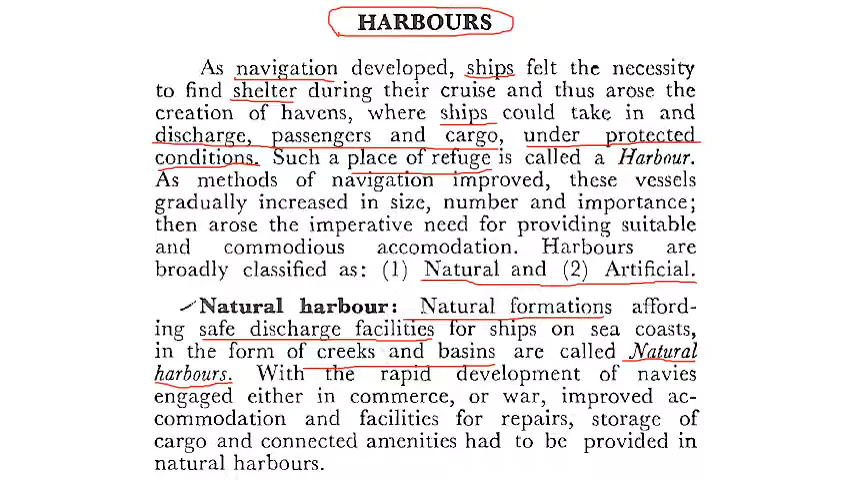 HARBOURS
As navigation developed, ships felt the necessity
to find shelter during their cruise and thus arose the
creation of havens, where ships could take in and
discharge, passengers and cargo, under protected
conditions. Such a place of refuge is called a Harbour.
As methods of navigation improved, these vessels
gradually increased in size, number and importance;
then arose the imperative need for providing suitable
and commodious accomodation. Harbours are
broadly classified as: (1) Natural and (2) Artificial.
Natural harbour: Natural formations afford-
ing safe discharge facilities for ships on sea coasts,
in the form of creeks and basins are called Natural
harbours. With the rapid development of navies
engaged either in commerce, or war, improved ac-
commodation and facilities for repairs, storage of
cargo and connected amenities had to be provided in
natural harbours.